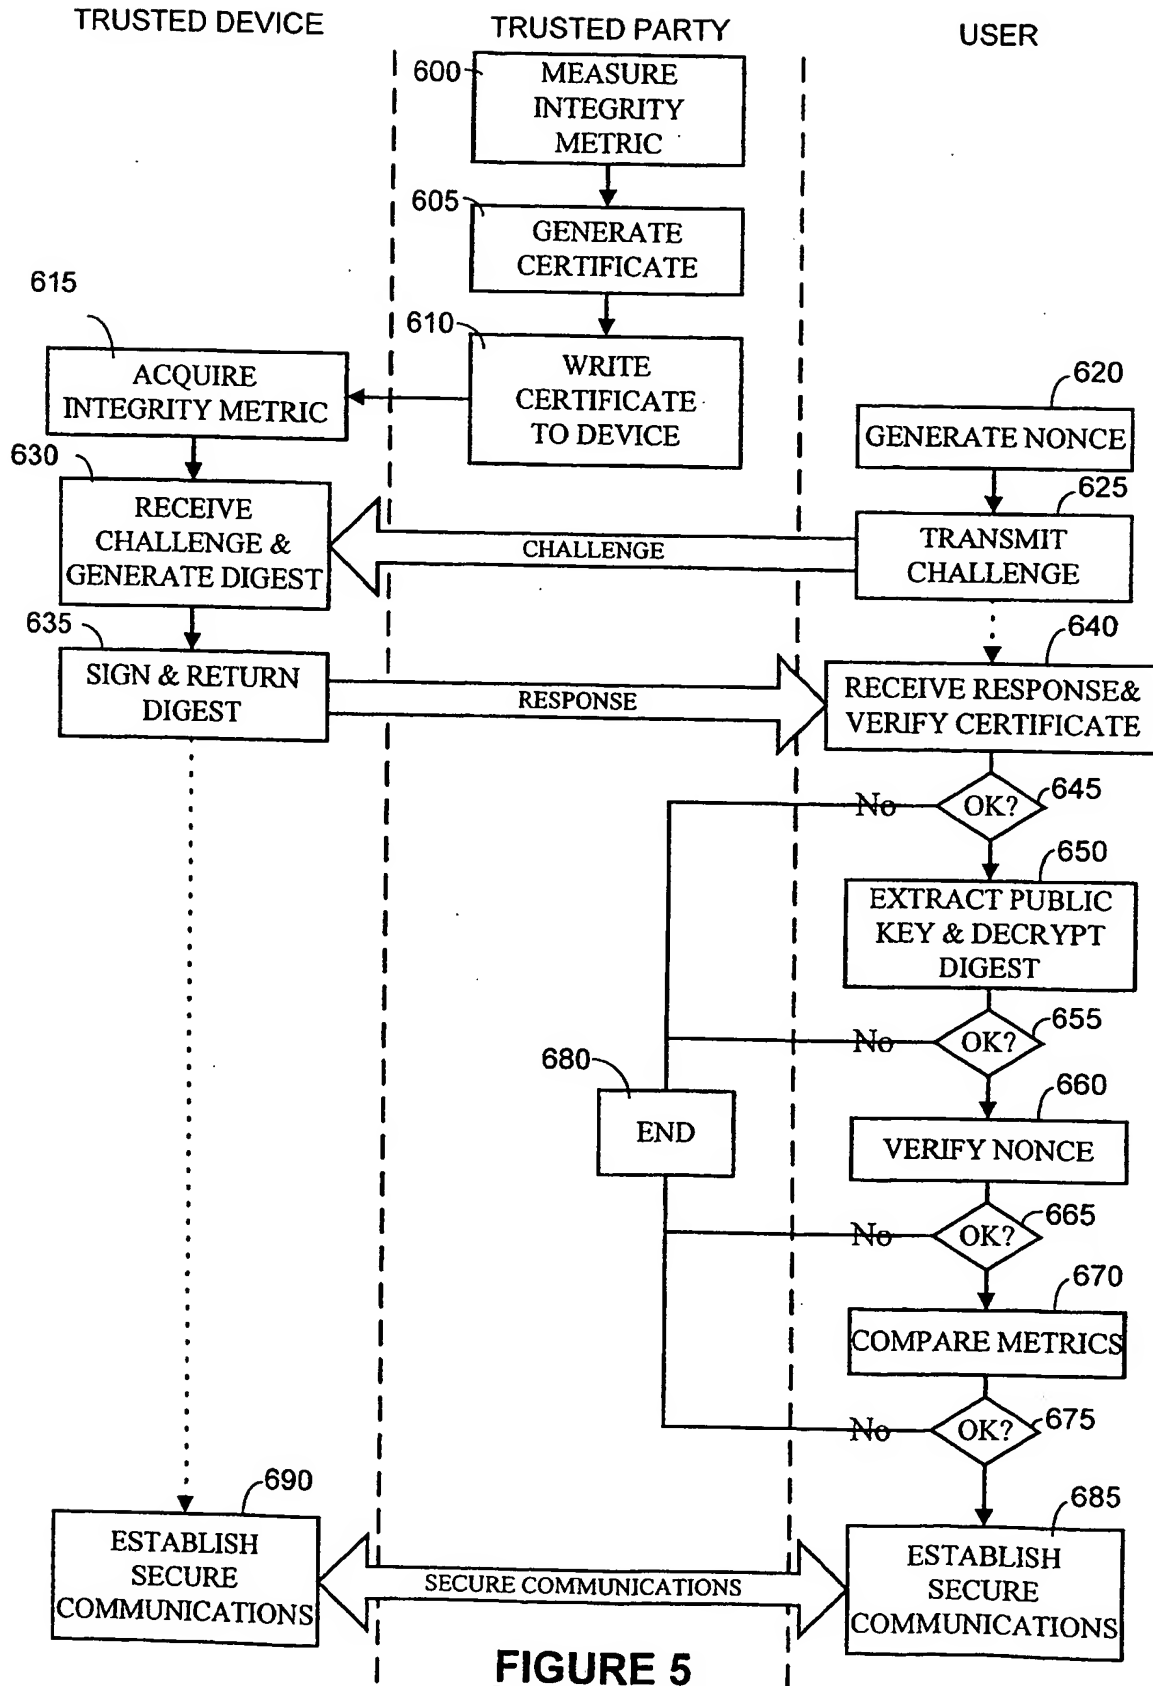 TRUSTED DEVICE
TRUSTED PARTY
USER
600
MEASURE
INTEGRITY
METRIC
605
GENERATE
CERTIFICATE
615
610
ACQUIRE
INTEGRITY METRIC
WRITE
CERTIFICATE
TO DEVICE
620
GENERATE NONCE
630
RECEIVE
CHALLENGE &
GENERATE DIGEST
CHALLENGE
625
TRANSMIT
CHALLENGE
635
SIGN & RETURN
DIGEST
RESPONSE
640
RECEIVE RESPONSE&
VERIFY CERTIFICATE
No
OK?
645
650
EXTRACT PUBLIC
KEY & DECRYPT
DIGEST
No
OK?
655
680
END
660
VERIFY NONCE
No
OK?
665
670
COMPARE METRICS
No
OK?
675
690
ESTABLISH
SECURE
COMMUNICATIONS
SECURE COMMUNICATIONS
685
ESTABLISH
SECURE
COMMUNICATIONS
FIGURE 5